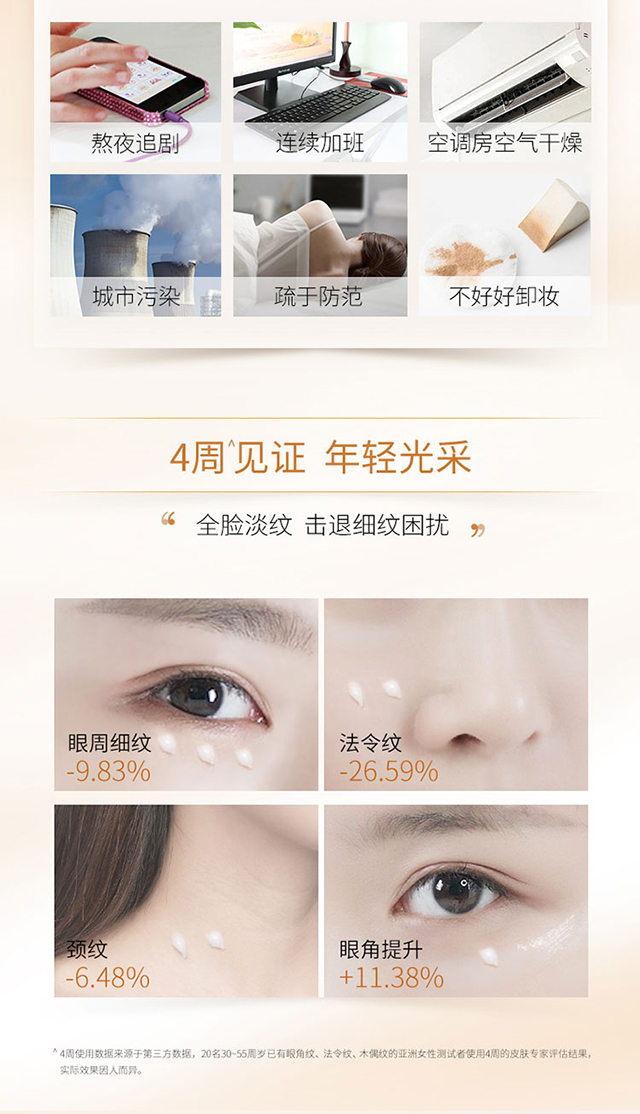 熬夜追剧 连续加班 空调房空气干燥
城市污染 疏于防范 不好好卸妆
4周^见证 年轻光采
“ 全脸淡纹 击退细纹困扰 ”
眼周细纹
-9.83%
法令纹
-26.59%
颈纹
-6.48%
眼角提升
+11.38%
^ 4周使用数据来源于第三方数据，20名30~55周岁已有眼角纹、法令纹、木偶纹的亚洲女性测试者使用4周的皮肤专家评估结果，
实际效果因人而异。